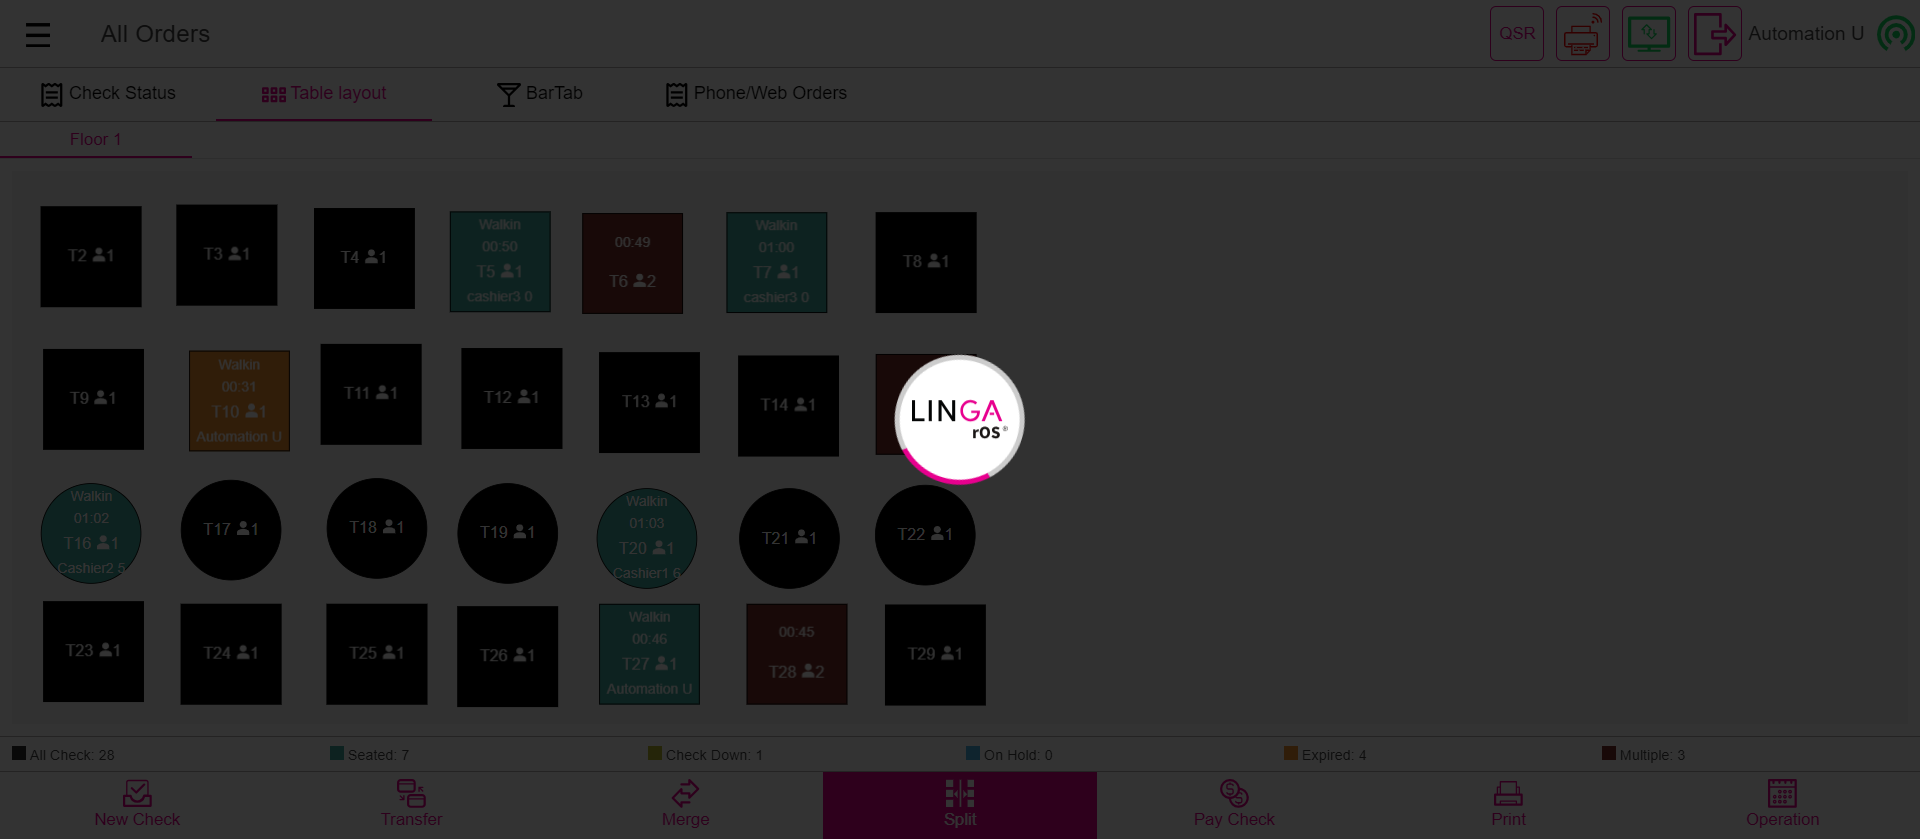 All Orders
QSR
Automation U
Check Status
Table layout
BarTab
Phone/Web Orders
Floor 1
T2 1
T3 1
T4 1
Walkin
00:50
T5 1
cashier3 0
00:49
T6 2
Walkin
01:00
T7 1
cashier3 0
T8 1
T9 1
Walkin
00:31
T10 1
Automation U
T11 1
T12 1
T13 1
T14 1
LINGA
rOS®
Walkin
01:02
T16 1
Cashier2 5
T17 1
T18 1
T19 1
Walkin
01:03
T20 1
Cashier1 6
T21 1
T22 1
T23 1
T24 1
T25 1
T26 1
Walkin
00:46
T27 1
Automation U
00:45
T28 2
T29 1
All Check: 28
Seated: 7
Check Down: 1
On Hold: 0
Expired: 4
Multiple: 3
New Check
Transfer
Merge
Split
Pay Check
Print
Operation